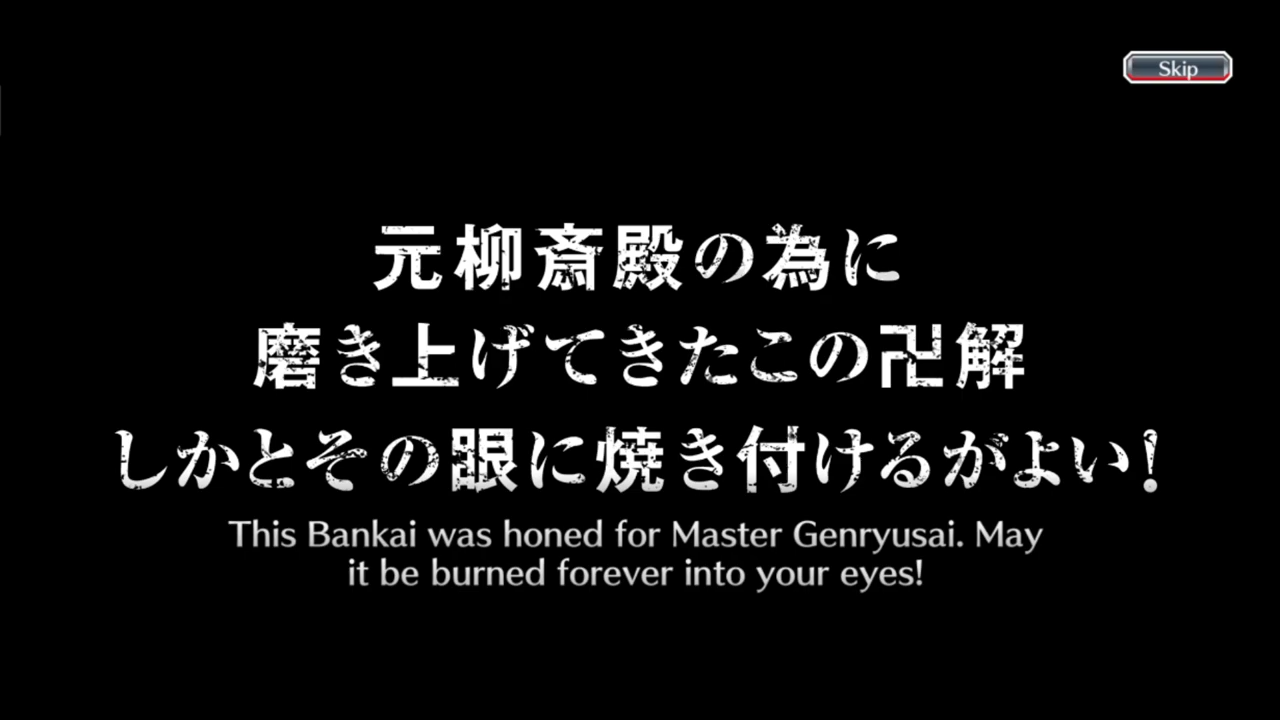 Skip
元柳斎殿の為に
磨き上げてきたこの卍解
しかとその眼に焼き付けるがよい!
This Bankai was honed for Master Genryusai. May
it be burned forever into your eyes!